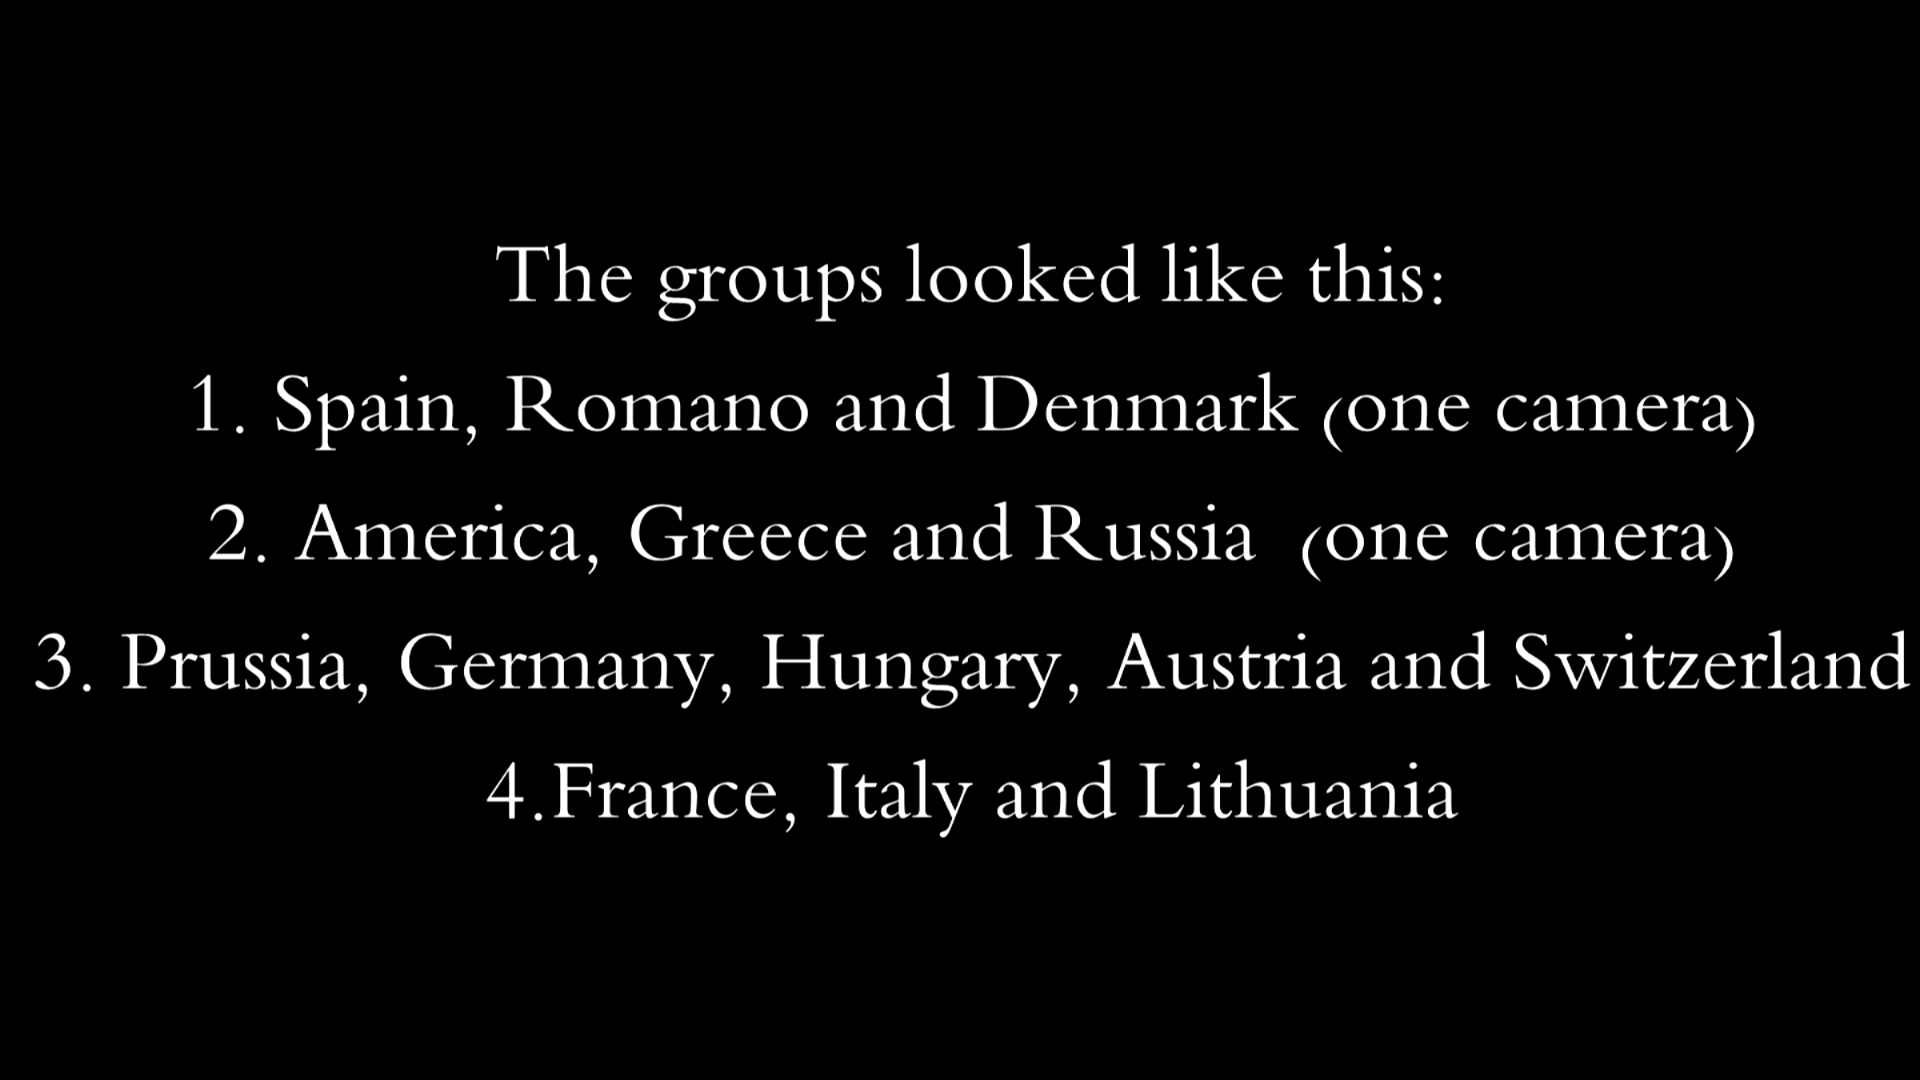 The groups looked like this:
1. Spain, Romano and Denmark (one camera)
2. America, Greece and Russia  (one camera)
3. Prussia, Germany, Hungary, Austria and Switzerland
4.France, Italy and Lithuania